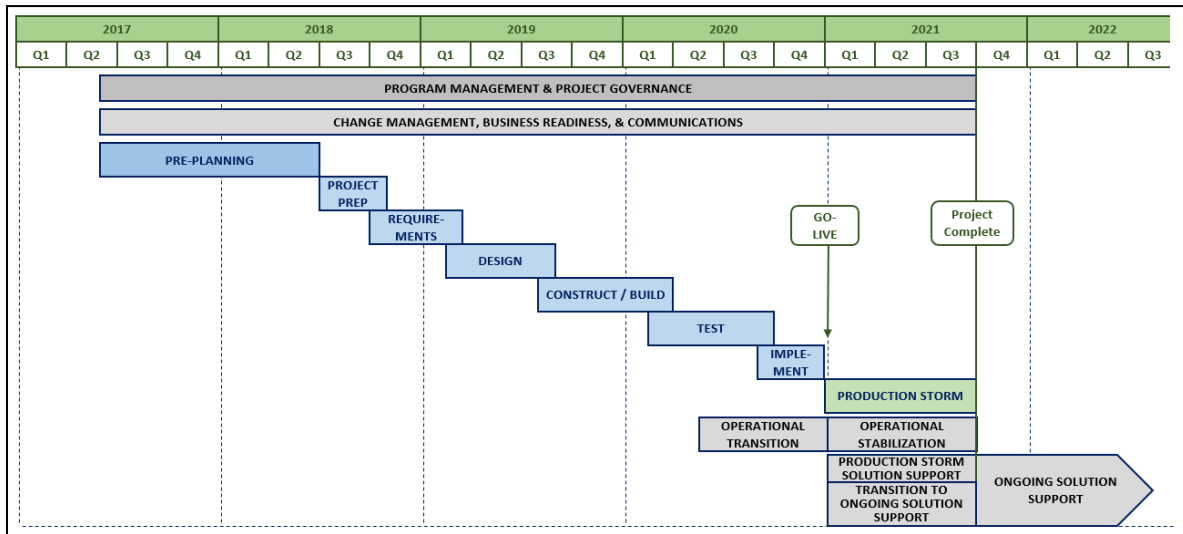 2017 2018 2019 2020 2021 2022
Q1 Q2 Q3 Q4 Q1 Q2 Q3 Q4 Q1 Q2 Q3 Q4 Q1 Q2 Q3 Q4 Q1 Q2 Q3 Q4 Q1 Q2 Q3
PROGRAM MANAGEMENT & PROJECT GOVERNANCE
CHANGE MANAGEMENT, BUSINESS READINESS, & COMMUNICATIONS
PRE-PLANNING
PROJECT
PREP
REQUIRE-
MENTS
GO-
LIVE
Project
Complete
DESIGN
CONSTRUCT / BUILD
TEST
IMPLE-
MENT
PRODUCTION STORM
OPERATIONAL
TRANSITION
OPERATIONAL
STABILIZATION
PRODUCTION STORM
SOLUTION SUPPORT
TRANSITION TO
ONGOING SOLUTION
SUPPORT
ONGOING SOLUTION
SUPPORT